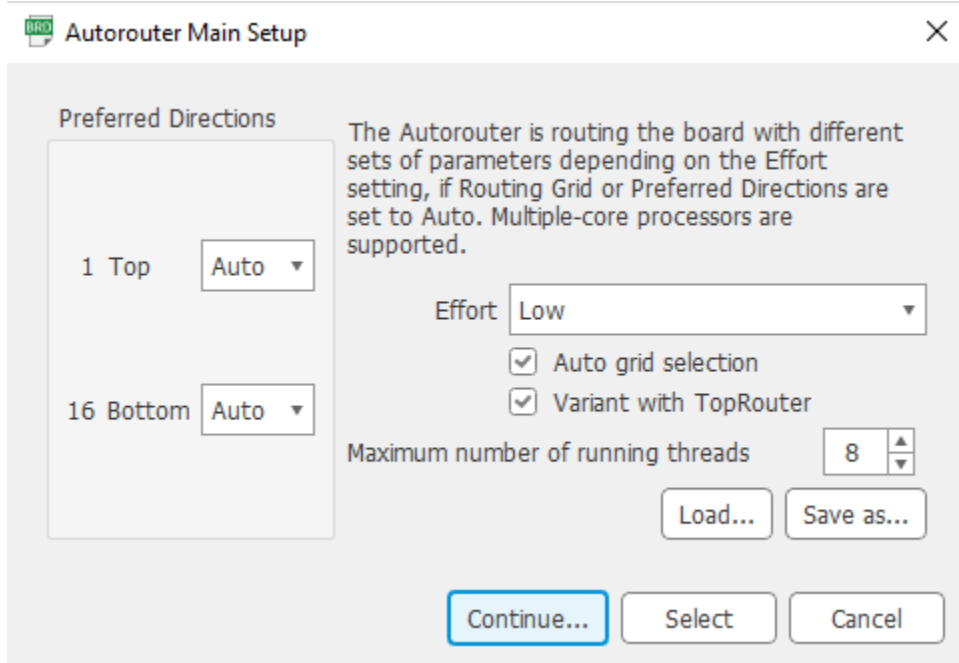 BRD Autorouter Main Setup
Preferred Directions
1 Top Auto
16 Bottom Auto
The Autorouter is routing the board with different
sets of parameters depending on the Effort
setting, if Routing Grid or Preferred Directions are
set to Auto. Multiple-core processors are
supported.
Effort Low
Auto grid selection
Variant with TopRouter
Maximum number of running threads 8
Load... Save as...
Continue... Select Cancel